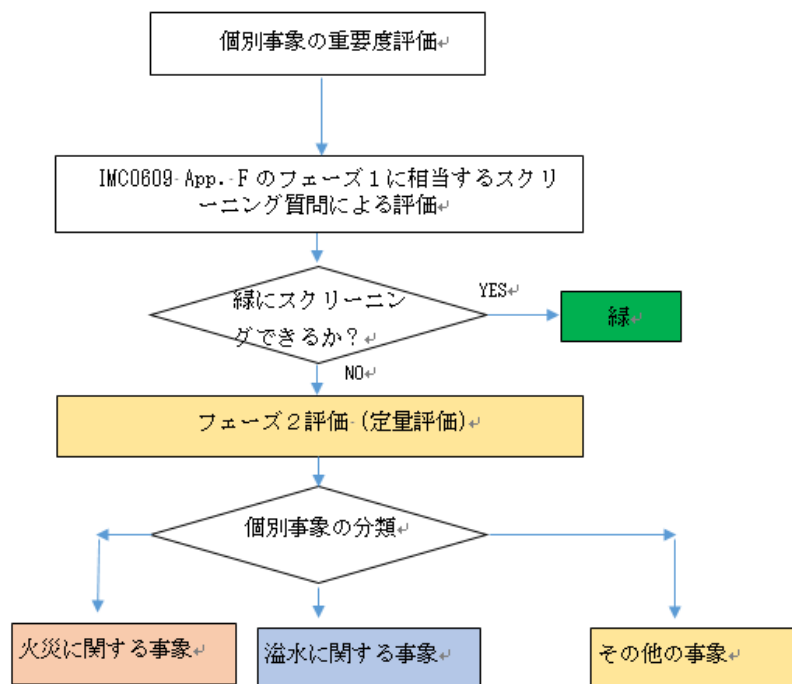 個別事象の重要度評価
IMC0609 App. F のフェーズ１に相当するスクリ
ーニング質問による評価
緑にスクリーニン
グできるか？
YES
緑
NO
フェーズ２評価 (定量評価)
個別事象の分類
火災に関する事象
溢水に関する事象
その他の事象